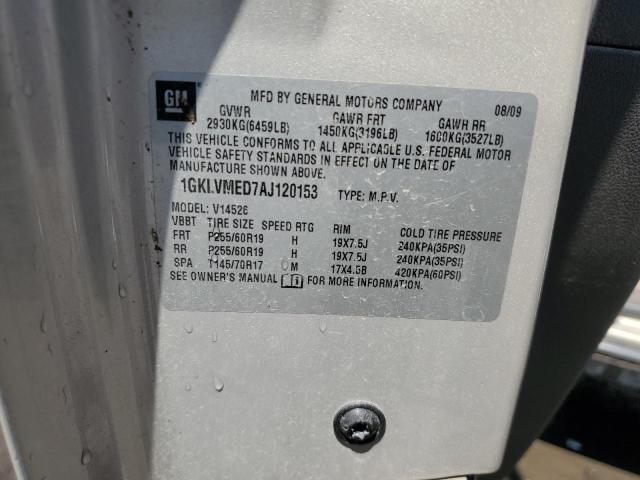 GM
MFD BY GENERAL MOTORS COMPANY 08/09
GVWR GAWR FRT GAWR RR
2930KG(6459LB) 1450KG(3196LB) 1600KG(3527LB)
THIS VEHICLE CONFORMS TO ALL APPLICABLE U.S. FEDERAL MOTOR
VEHICLE SAFETY STANDARDS IN EFFECT ON THE DATE OF
MANUFACTURE SHOWN ABOVE.
1GKLVMED7AJ120153 TYPE: M.P.V.
MODEL: V14526
VBBT TIRE SIZE SPEED RTG RIM COLD TIRE PRESSURE
FRT P255/60R19 H 19X7.5J 240KPA(35PSI)
RR P255/60R19 H 19X7.5J 240KPA(35PSI)
SPA T145/70R17 M 17X4.5B 420KPA(60PSI)
SEE OWNER'S MANUAL FOR MORE INFORMATION.